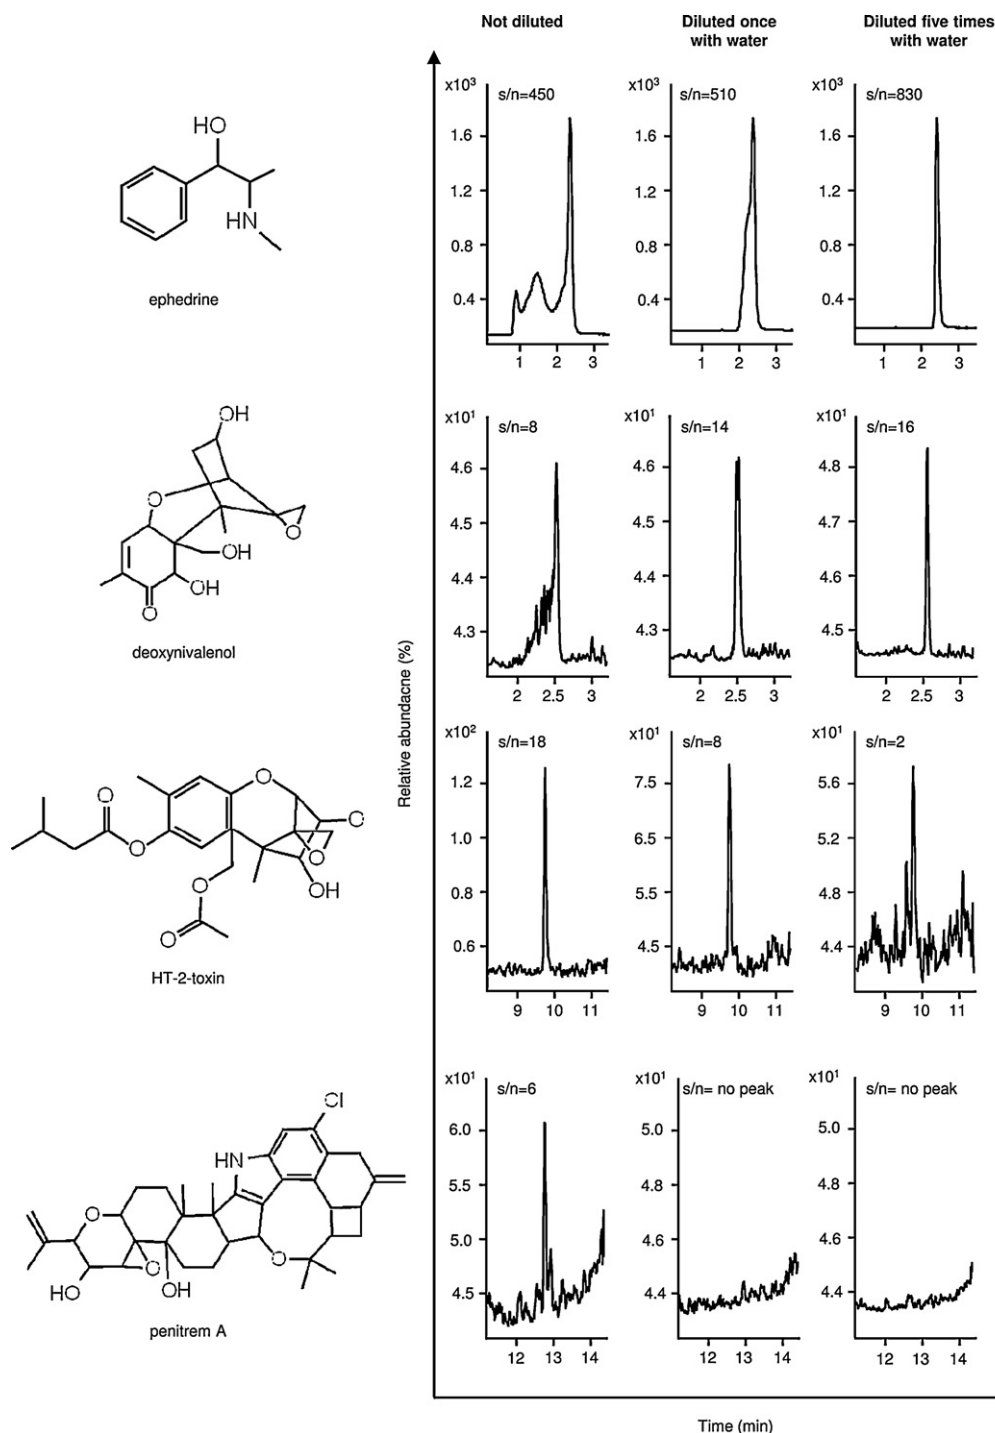 Not diluted
Diluted once
with water
Diluted five times
with water
HO
HN
ephedrine
x10³
s/n=450
1.6
1.2
0.8
0.4
1 2 3
x10³
s/n=510
1.6
1.2
0.8
0.4
1 2 3
x10³
s/n=830
1.6
1.2
0.8
0.4
1 2 3
OH
O
O
OH
OH
O
deoxynivalenol
x10¹
s/n=8
4.6
4.5
4.4
4.3
2 2.5 3
x10¹
s/n=14
4.6
4.5
4.4
4.3
2 2.5 3
x10¹
s/n=16
4.8
4.7
4.6
4.5
2 2.5 3
Relative abundacne (%)
O
O
O
O
O
O
O
OH
HT-2-toxin
x10²
s/n=18
1.2
1.0
0.8
0.6
9 10 11
x10¹
s/n=8
7.5
6.5
5.5
4.5
9 10 11
x10¹
s/n=2
5.6
5.2
4.8
4.4
9 10 11
Cl
HN
O
O
O
HO
OH
penitrem A
x10¹
s/n=6
6.0
5.5
5.0
4.5
12 13 14
x10¹
s/n= no peak
5.0
4.8
4.6
4.4
12 13 14
x10¹
s/n= no peak
5.0
4.8
4.6
4.4
12 13 14
Time (min)